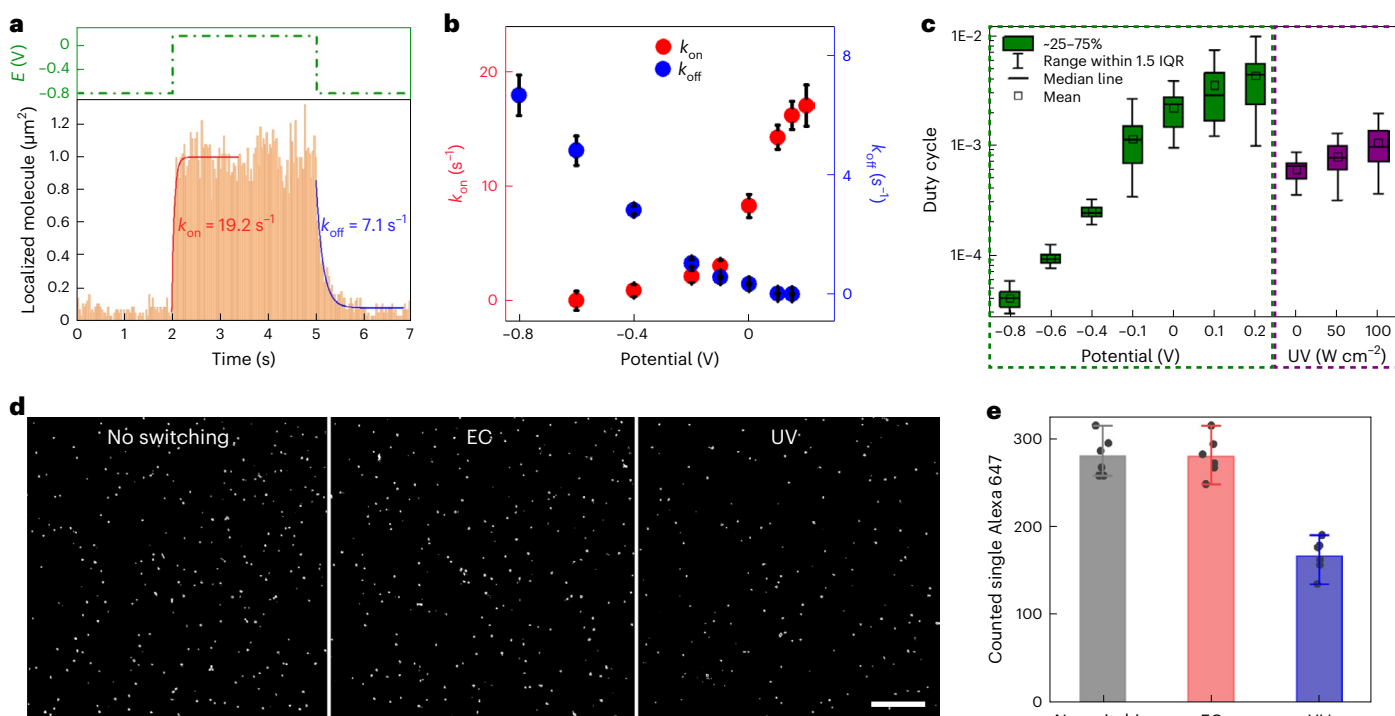 a
E (V)
0
−0.4
−0.8
Localized molecule (μm²)
1.2
1.0
0.8
0.6
0.4
0.2
0
k_on = 19.2 s⁻¹
k_off = 7.1 s⁻¹
0 1 2 3 4 5 6 7
Time (s)
b
k_on
k_off
k_on (s⁻¹)
20
10
0
8
4
0
k_off (s⁻¹)
−0.8 −0.4 0
Potential (V)
c
~25–75%
Range within 1.5 IQR
Median line
Mean
Duty cycle
1E−2
1E−3
1E−4
−0.8 −0.6 −0.4 −0.1 0 0.1 0.2 0 50 100
Potential (V)
UV (W cm⁻²)
d
No switching
EC
UV
e
Counted single Alexa 647
300
200
100
0